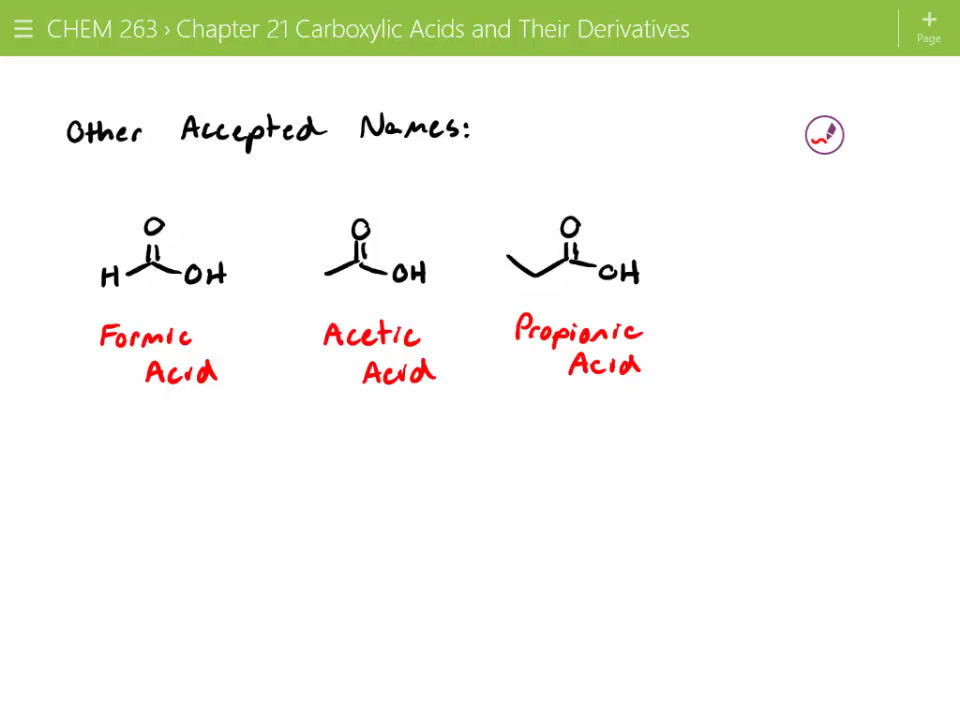 CHEM 263 › Chapter 21 Carboxylic Acids and Their Derivatives
+
Page
Other Accepted Names:
O O O
H OH OH OH
Formic Acetic Propionic
Acid Acid Acid